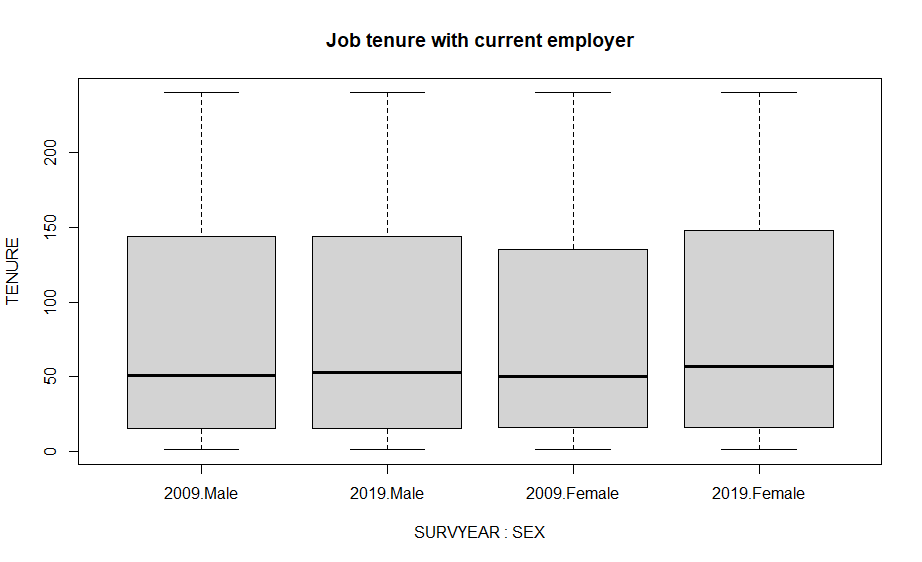 Job tenure with current employer
TENURE
200
150
100
50
0
2009.Male 2019.Male 2009.Female 2019.Female
SURVYEAR : SEX